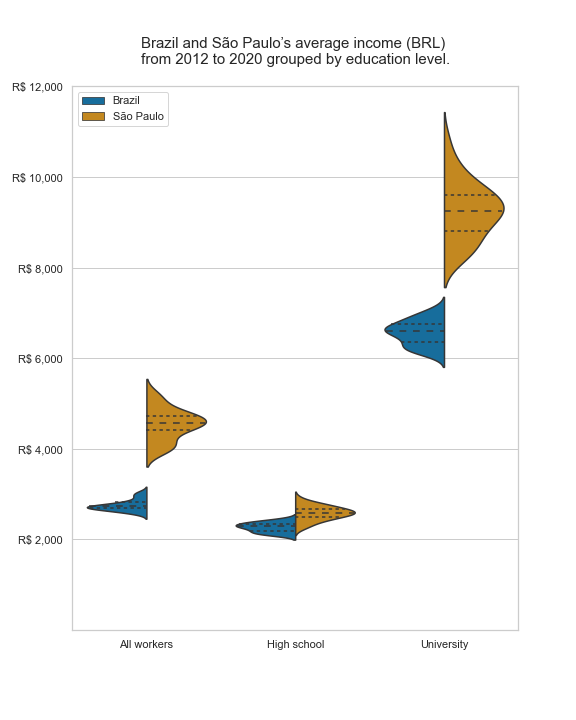 Brazil and São Paulo’s average income (BRL)
from 2012 to 2020 grouped by education level.
R$ 12,000
Brazil
São Paulo
R$ 10,000
R$ 8,000
R$ 6,000
R$ 4,000
R$ 2,000
All workers
High school
University